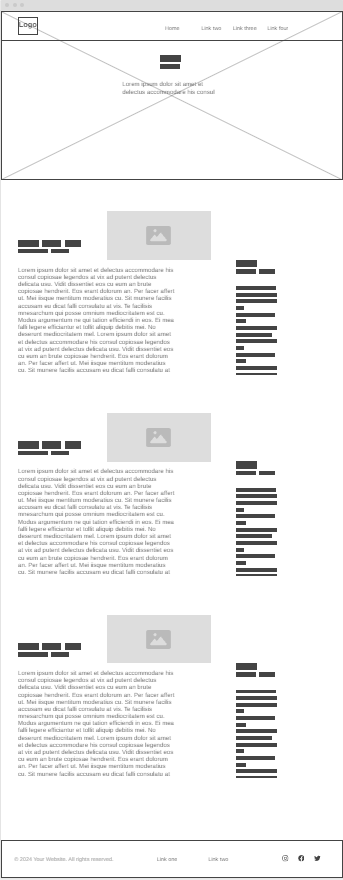 Logo
Home Link two Link three Link four
Lorem ipsum dolor sit amet et
delectus accommodare his consul
Lorem ipsum dolor sit amet et delectus accommodare his
consul copiosae legendos at vix ad putent delectus
delicata usu. Vidit dissentiet eos cu eum an brute
copiosae hendrerit. Eos erant dolorum an. Per facer affert
ut. Mei iisque mentitum moderatius cu. Sit munere facilis
accusam eu dicat falli consulatu at vis. Te facilisis
mnesarchum qui posse omnium mediocritatem est cu.
Modus argumentum ne qui tation efficiendi in eos. Ei mea
falli legere efficiantur et tollit aliquip debitis mei. No
deserunt mediocritatem mel. Lorem ipsum dolor sit amet
et delectus accommodare his consul copiosae legendos
at vix ad putent delectus delicata usu. Vidit dissentiet eos
cu eum an brute copiosae hendrerit. Eos erant dolorum
an. Per facer affert ut. Mei iisque mentitum moderatius
cu. Sit munere facilis accusam eu dicat falli consulatu at
Lorem ipsum dolor sit amet et delectus accommodare his
consul copiosae legendos at vix ad putent delectus
delicata usu. Vidit dissentiet eos cu eum an brute
copiosae hendrerit. Eos erant dolorum an. Per facer affert
ut. Mei iisque mentitum moderatius cu. Sit munere facilis
accusam eu dicat falli consulatu at vis. Te facilisis
mnesarchum qui posse omnium mediocritatem est cu.
Modus argumentum ne qui tation efficiendi in eos. Ei mea
falli legere efficiantur et tollit aliquip debitis mei. No
deserunt mediocritatem mel. Lorem ipsum dolor sit amet
et delectus accommodare his consul copiosae legendos
at vix ad putent delectus delicata usu. Vidit dissentiet eos
cu eum an brute copiosae hendrerit. Eos erant dolorum
an. Per facer affert ut. Mei iisque mentitum moderatius
cu. Sit munere facilis accusam eu dicat falli consulatu at
Lorem ipsum dolor sit amet et delectus accommodare his
consul copiosae legendos at vix ad putent delectus
delicata usu. Vidit dissentiet eos cu eum an brute
copiosae hendrerit. Eos erant dolorum an. Per facer affert
ut. Mei iisque mentitum moderatius cu. Sit munere facilis
accusam eu dicat falli consulatu at vis. Te facilisis
mnesarchum qui posse omnium mediocritatem est cu.
Modus argumentum ne qui tation efficiendi in eos. Ei mea
falli legere efficiantur et tollit aliquip debitis mei. No
deserunt mediocritatem mel. Lorem ipsum dolor sit amet
et delectus accommodare his consul copiosae legendos
at vix ad putent delectus delicata usu. Vidit dissentiet eos
cu eum an brute copiosae hendrerit. Eos erant dolorum
an. Per facer affert ut. Mei iisque mentitum moderatius
cu. Sit munere facilis accusam eu dicat falli consulatu at
© 2024 Your Website. All rights reserved. Link one Link two